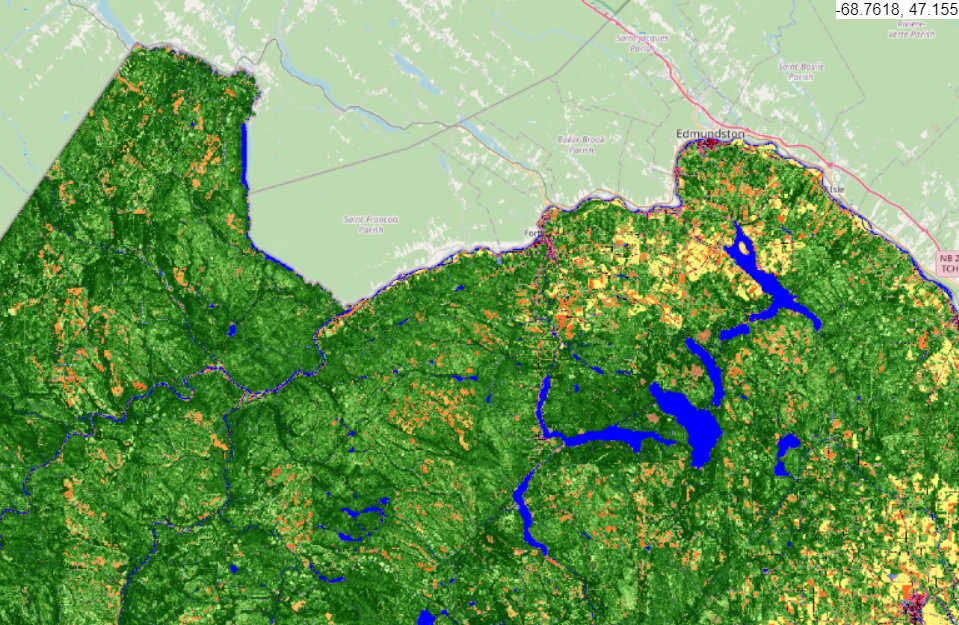 -68.7618, 47.155
Rivière-
Verte Parish
Saint-Jacques
Parish
Saint-Basile
Parish
Edmundston
Baker Brook
Parish
Isle
Saint-François
Parish
Fort
NB 2
TCH